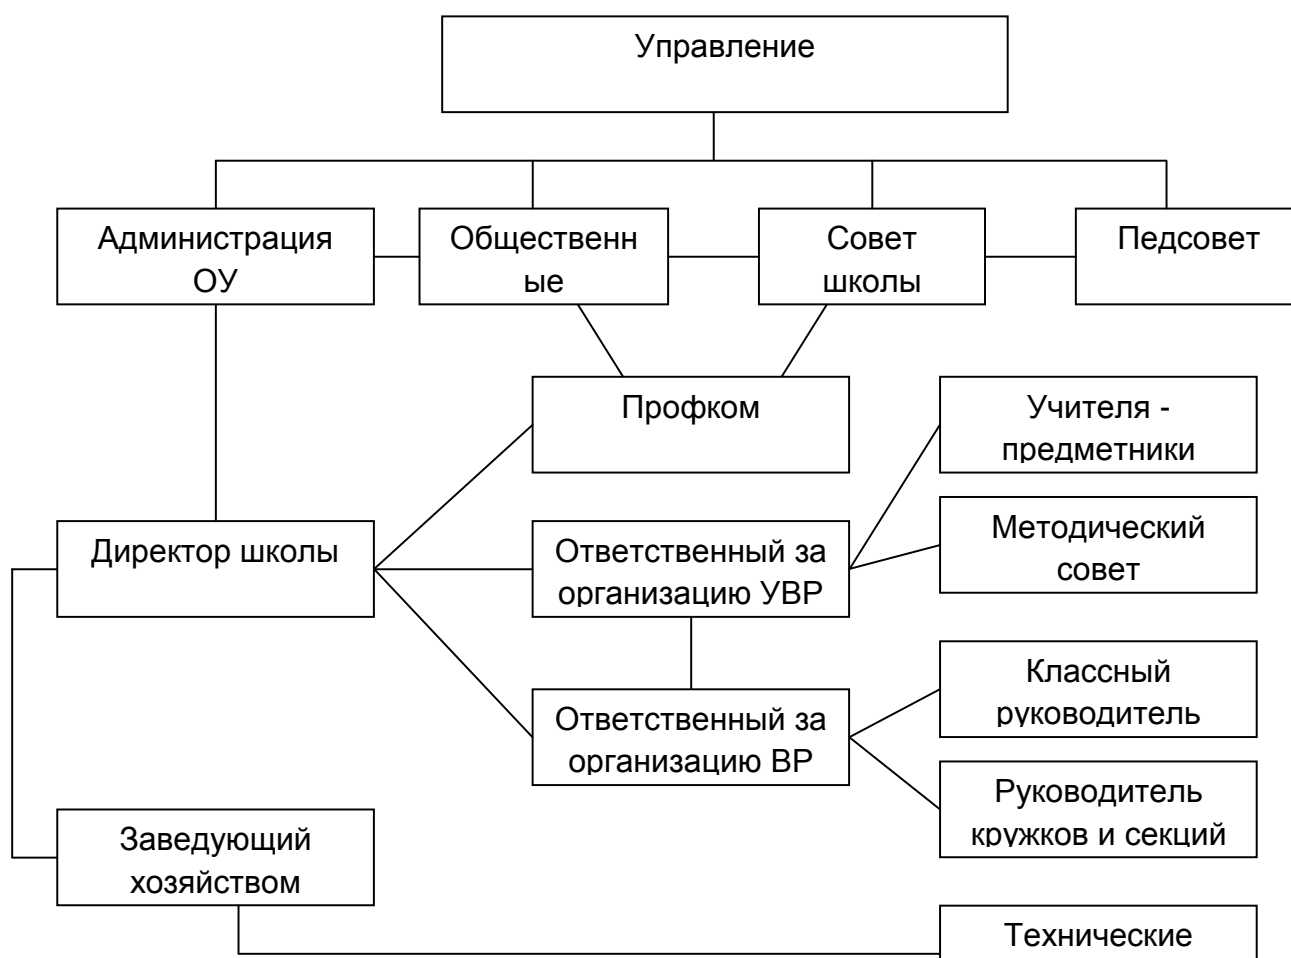 Управление
Администрация
ОУ
Общественн
ые
Совет
школы
Педсовет
Профком
Учителя -
предметники
Директор школы
Ответственный за
организацию УВР
Методический
совет
Ответственный за
организацию ВР
Классный
руководитель
Руководитель
кружков и секций
Заведующий
хозяйством
Технические